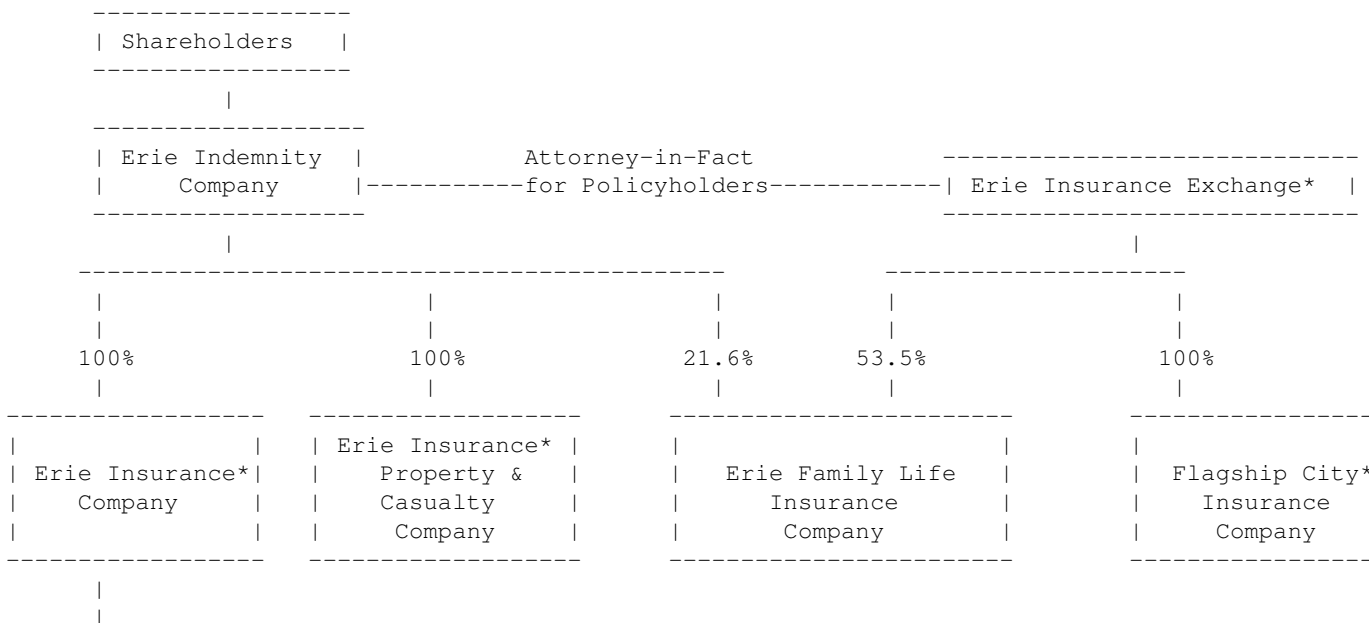 Shareholders
Erie Indemnity Attorney-in-Fact
Company for Policyholders Erie Insurance Exchange*
100% 100% 21.6% 53.5% 100%
Erie Insurance*
Erie Insurance* Property & Erie Family Life Flagship City*
Company Casualty Insurance Insurance
Company Company Company